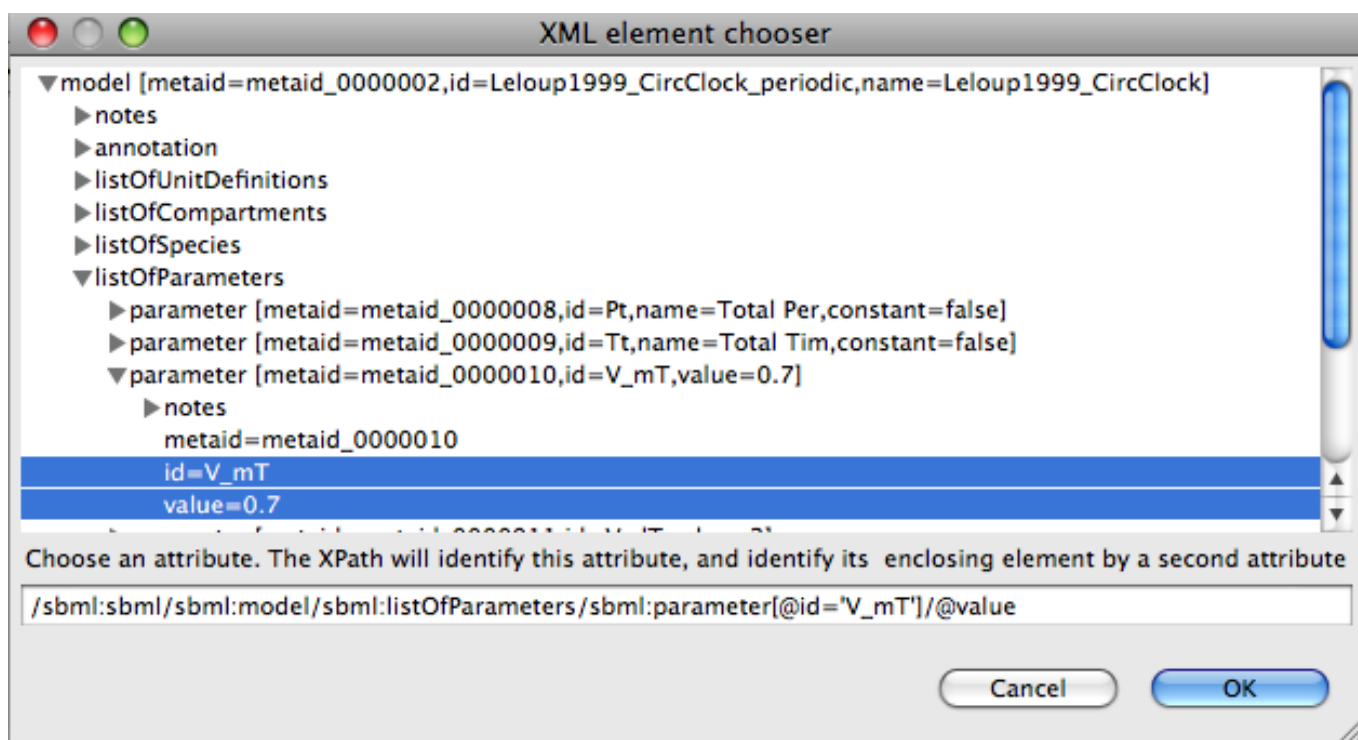 XML element chooser
model [metaid=metaid_0000002,id=Leloup1999_CircClock_periodic,name=Leloup1999_CircClock]
notes
annotation
listOfUnitDefinitions
listOfCompartments
listOfSpecies
listOfParameters
parameter [metaid=metaid_0000008,id=Pt,name=Total Per,constant=false]
parameter [metaid=metaid_0000009,id=Tt,name=Total Tim,constant=false]
parameter [metaid=metaid_0000010,id=V_mT,value=0.7]
notes
metaid=metaid_0000010
id=V_mT
value=0.7
Choose an attribute. The XPath will identify this attribute, and identify its  enclosing element by a second attribute
/sbml:sbml/sbml:model/sbml:listOfParameters/sbml:parameter[@id='V_mT']/@value
Cancel OK